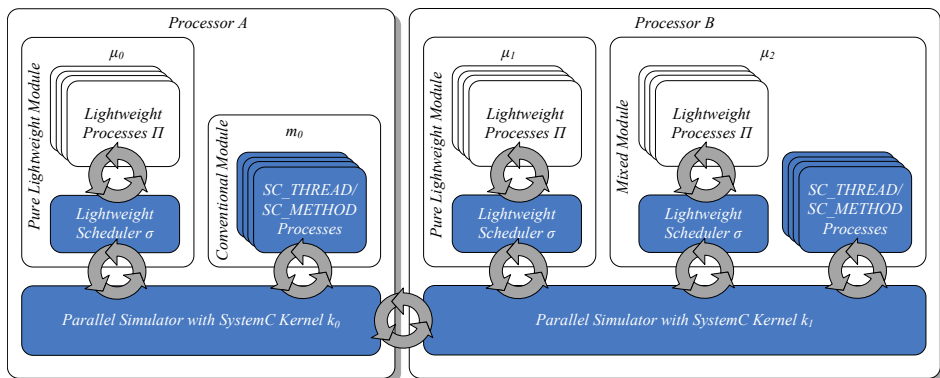 Processor A
μ0
Pure Lightweight Module
Lightweight
Processes Π
Lightweight
Scheduler σ
Conventional Module
m0
SC_THREAD/
SC_METHOD
Processes
Parallel Simulator with SystemC Kernel k0
Processor B
μ1
Pure Lightweight Module
Lightweight
Processes Π
Lightweight
Scheduler σ
μ2
Mixed Module
Lightweight
Processes Π
Lightweight
Scheduler σ
SC_THREAD/
SC_METHOD
Processes
Parallel Simulator with SystemC Kernel k1